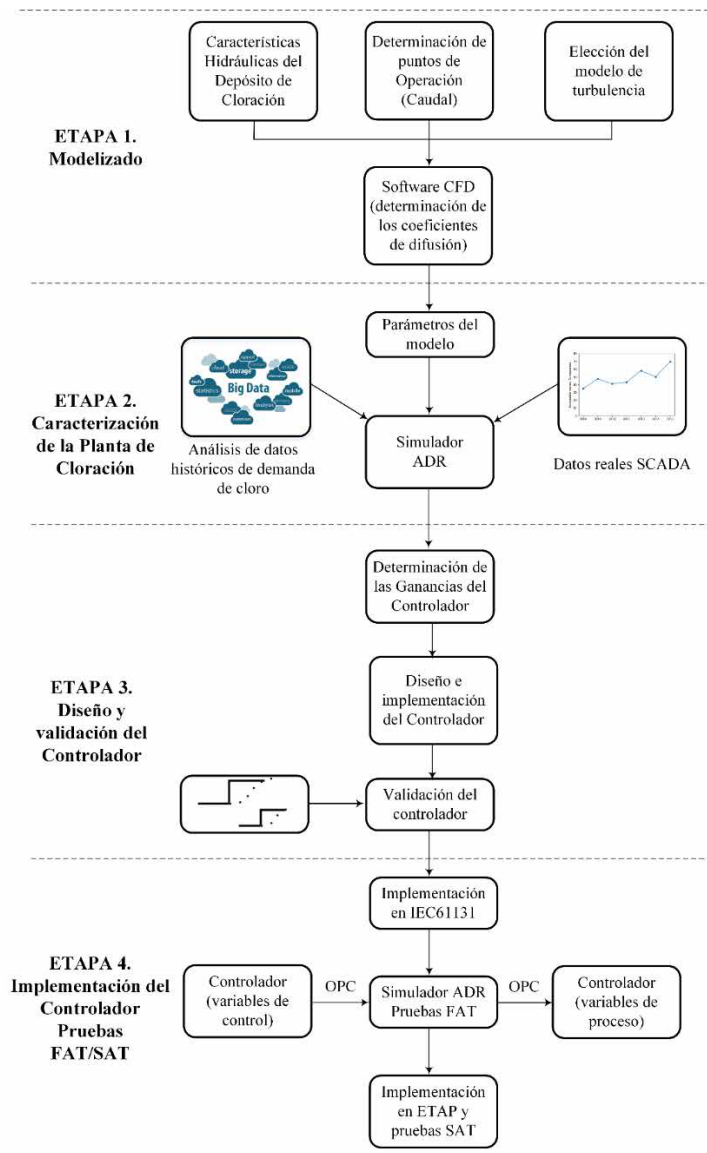 Características
Hidráulicas del
Depósito de
Cloración
Determinación de
puntos de
Operación
(Caudal)
Elección del
modelo de
turbulencia
ETAPA 1.
Modelizado
Software CFD
(determinación de
los coeficientes
de difusión)
Parámetros del
modelo
storage
Big Data
statistics
ETAPA 2.
Caracterización
de la Planta de
Cloración
Simulador
ADR
Análisis de datos
históricos de demanda
de cloro
Datos reales SCADA
Determinación de
las Ganancias del
Controlador
Diseño e
implementación
del Controlador
ETAPA 3.
Diseño y
validación del
Controlador
Validación del
controlador
Implementación
en IEC61131
ETAPA 4.
Implementación del
Controlador
Pruebas
FAT/SAT
Controlador
(variables de
control)
OPC
Simulador ADR
Pruebas FAT
OPC
Controlador
(variables de
proceso)
Implementación
en ETAP y
pruebas SAT